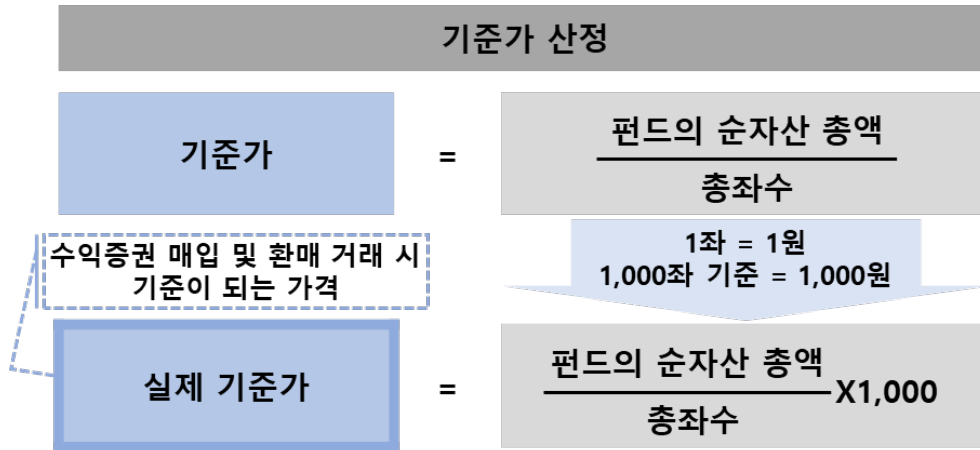 기준가 산정
기준가
=
펀드의 순자산 총액
총좌수
수익증권 매입 및 환매 거래 시
기준이 되는 가격
1좌 = 1원
1,000좌 기준 = 1,000원
실제 기준가
=
펀드의 순자산 총액
총좌수
X1,000